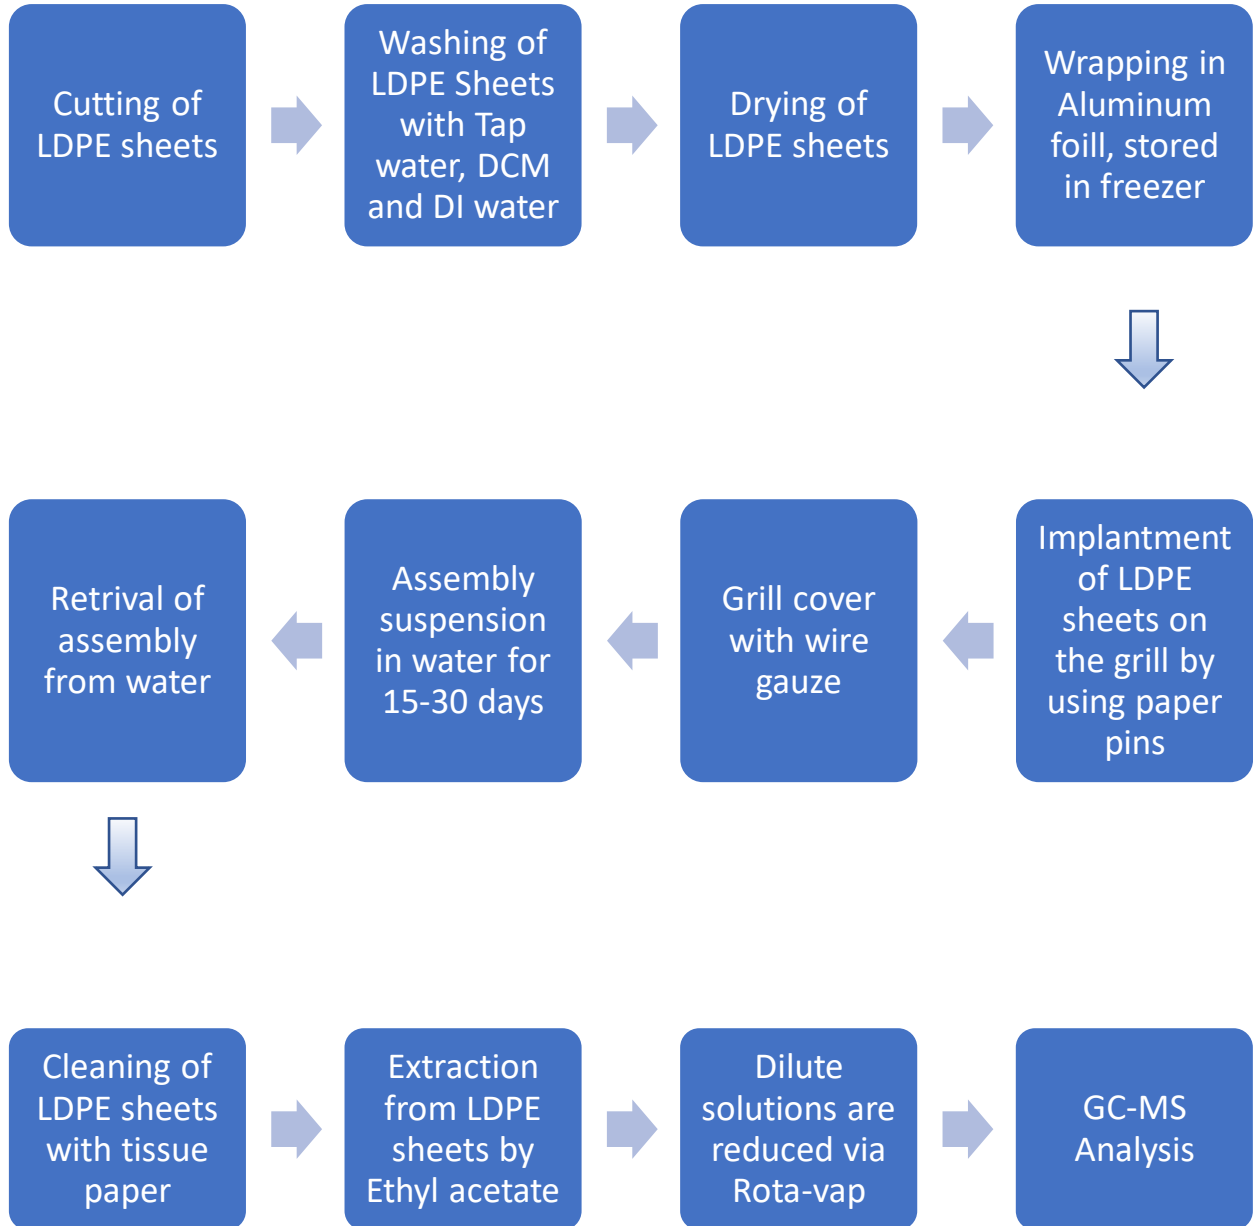 Cutting of
LDPE sheets
Washing of
LDPE Sheets
with Tap
water, DCM
and DI water
Drying of
LDPE sheets
Wrapping in
Aluminum
foill, stored
in freezer
Implantment
of LDPE
sheets on
the grill by
using paper
pins
Grill cover
with wire
gauze
Assembly
suspension
in water for
15-30 days
Retrival of
assembly
from water
Cleaning of
LDPE sheets
with tissue
paper
Extraction
from LDPE
sheets by
Ethyl acetate
Dilute
solutions are
reduced via
Rota-vap
GC-MS
Analysis